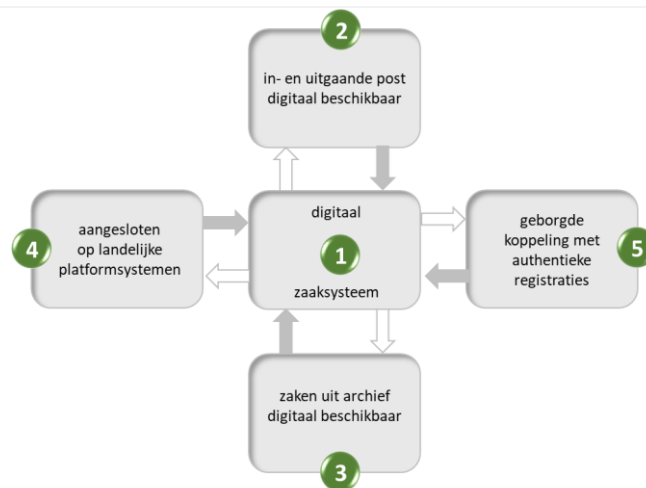 2
in- en uitgaande post
digitaal beschikbaar
4
aangesloten
op landelijke
platformsystemen
digitaal
1
zaaksysteem
geborgde
koppeling met
authentieke
registraties
5
zaken uit archief
digitaal beschikbaar
3